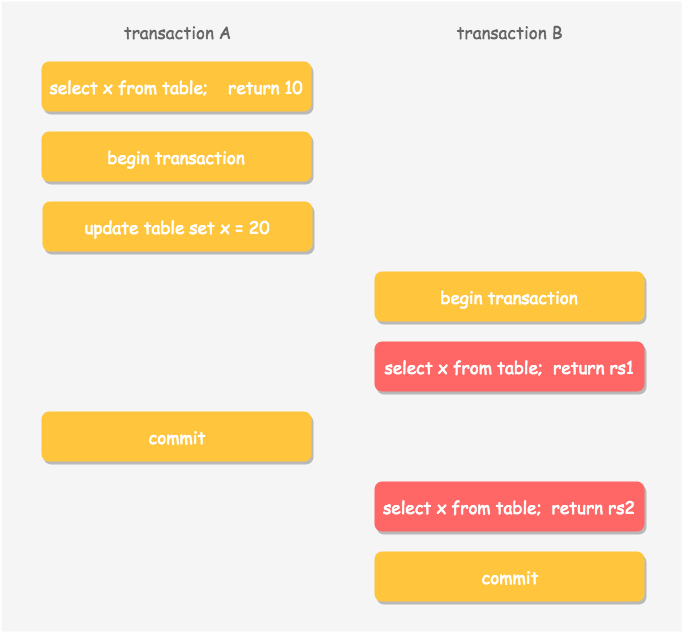 transaction A
transaction B
select x from table; return 10
begin transaction
update table set x = 20
begin transaction
select x from table; return rs1
commit
select x from table; return rs2
commit